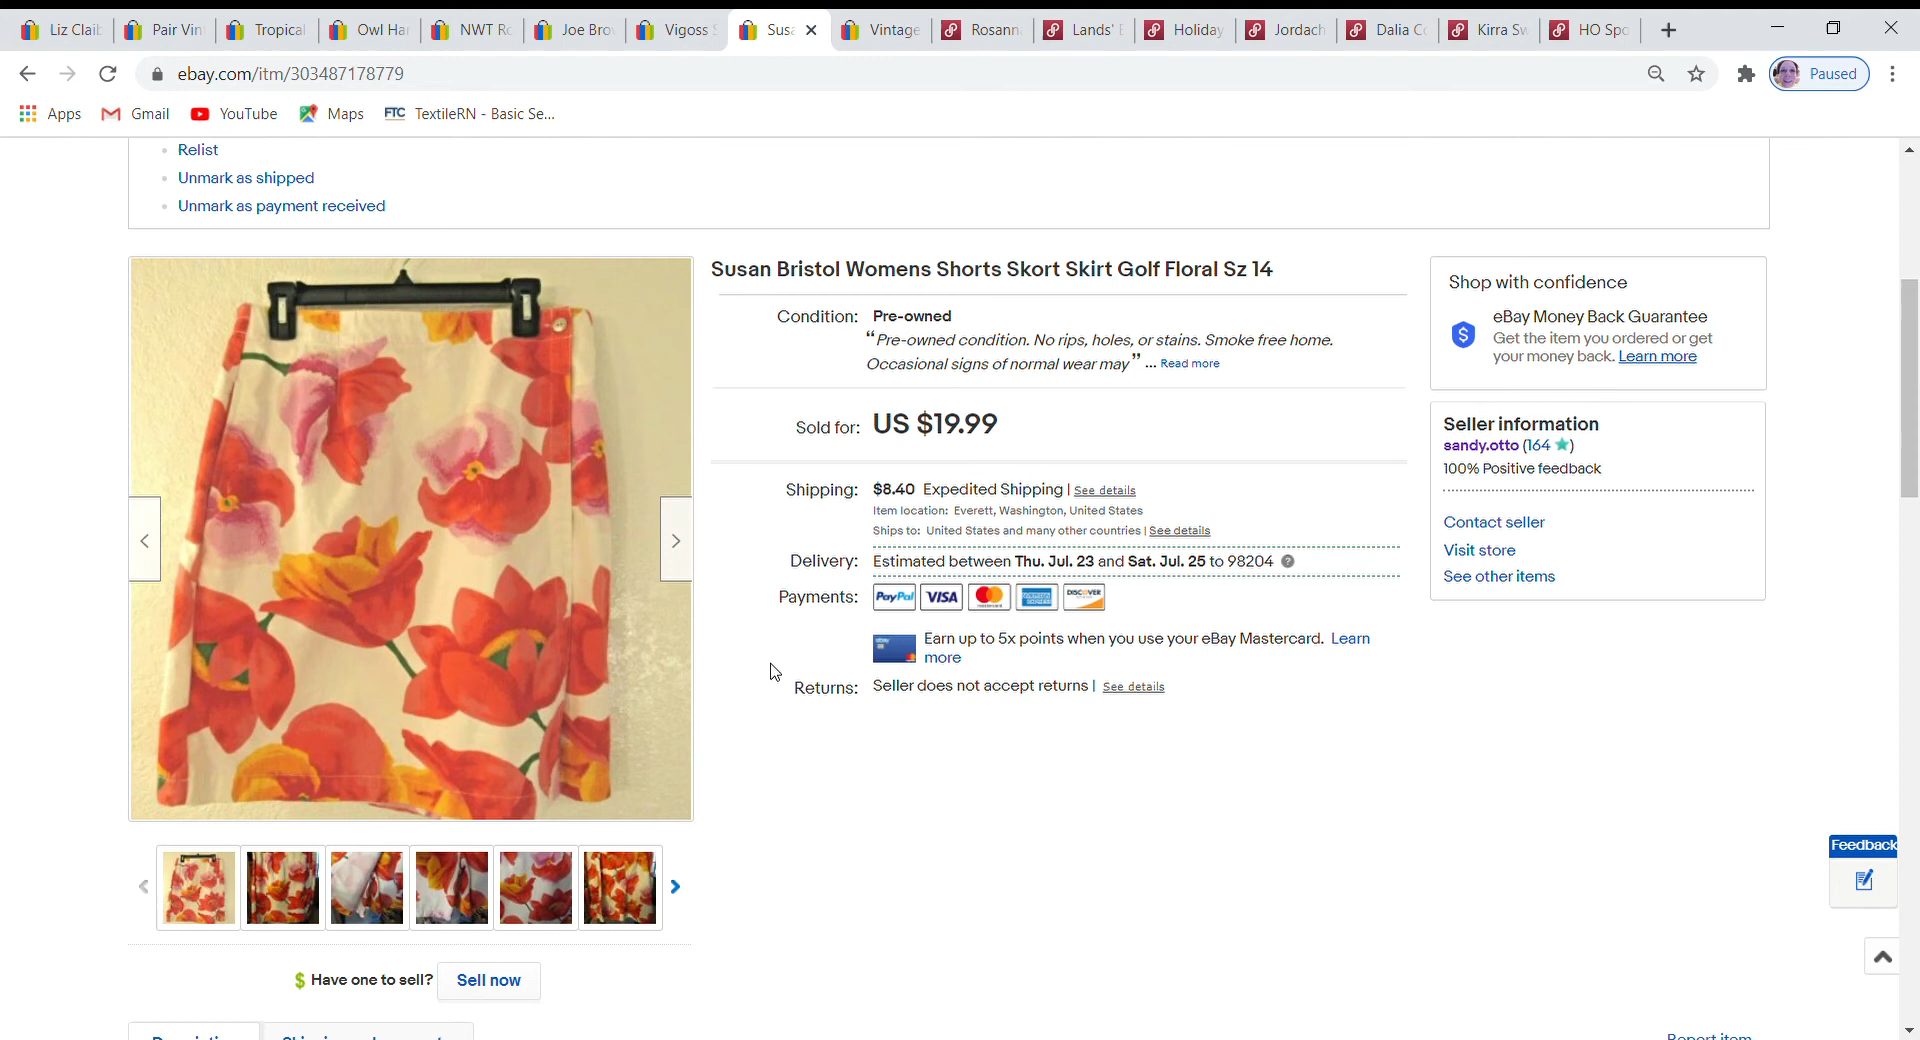 Liz Claib
Pair Vin
Tropical
Owl Har
NWT Ro
Joe Bro
Vigoss S
Susa
Vintage
Rosann
Lands' E
Holiday
Jordach
Dalia Co
Kirra Sw
HO Spo
ebay.com/itm/303487178779
Paused
Apps
Gmail
YouTube
Maps
FTC TextileRN - Basic Se...
Relist
Unmark as shipped
Unmark as payment received
Susan Bristol Womens Shorts Skort Skirt Golf Floral Sz 14
Condition: Pre-owned
“Pre-owned condition. No rips, holes, or stains. Smoke free home.
Occasional signs of normal wear may” ... Read more
Sold for: US $19.99
Shipping: $8.40 Expedited Shipping | See details
Item location: Everett, Washington, United States
Ships to: United States and many other countries | See details
Delivery: Estimated between Thu. Jul. 23 and Sat. Jul. 25 to 98204 ?
Payments: PayPal VISA DISCOVER
Earn up to 5x points when you use your eBay Mastercard. Learn
more
Returns: Seller does not accept returns | See details
Shop with confidence
eBay Money Back Guarantee
Get the item you ordered or get
your money back. Learn more
Seller information
sandy.otto (164)
100% Positive feedback
Contact seller
Visit store
See other items
Feedback
$ Have one to sell? Sell now
Report item